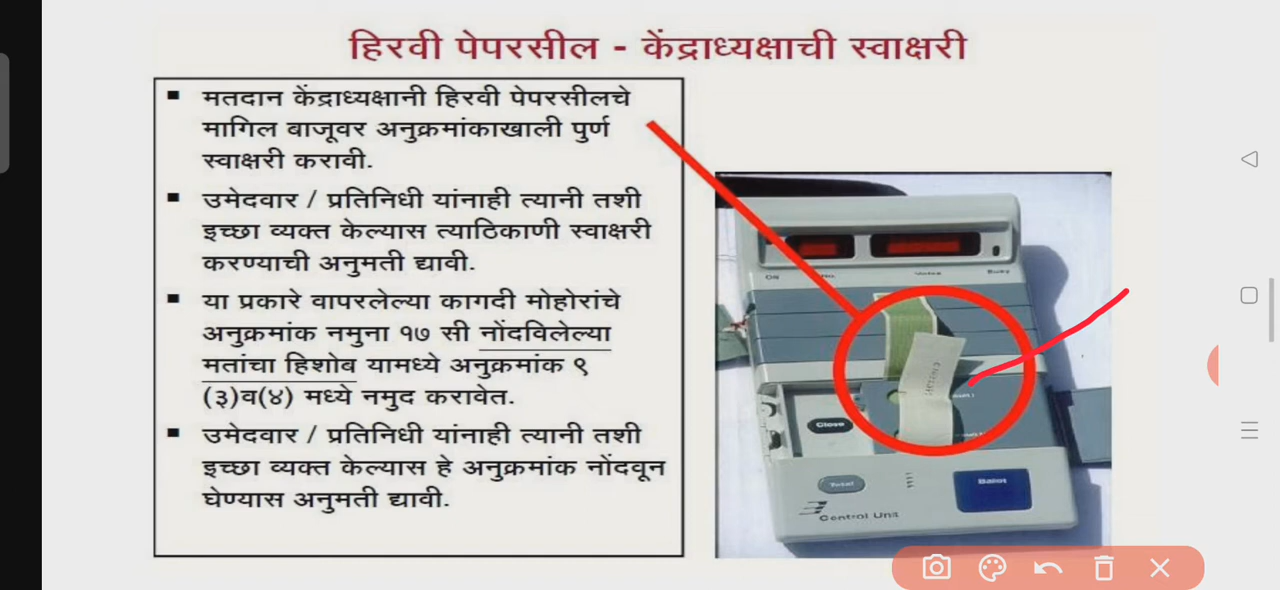 हिरवी पेपरसील - केंद्राध्यक्षाची स्वाक्षरी
▪ मतदान केंद्राध्यक्षानी हिरवी पेपरसीलचे
मागिल बाजूवर अनुक्रमांकाखाली पुर्ण
स्वाक्षरी करावी.
▪ उमेदवार / प्रतिनिधी यांनाही त्यानी तशी
इच्छा व्यक्त केल्यास त्याठिकाणी स्वाक्षरी
करण्याची अनुमती द्यावी.
▪ या प्रकारे वापरलेल्या कागदी मोहोरांचे
अनुक्रमांक नमुना १७ सी नोंदविलेल्या
मतांचा हिशोब यामध्ये अनुक्रमांक ९
(३)व(४) मध्ये नमुद करावेत.
▪ उमेदवार / प्रतिनिधी यांनाही त्यानी तशी
इच्छा व्यक्त केल्यास हे अनुक्रमांक नोंदवून
घेण्यास अनुमती द्यावी.
ON Votes Busy
Close
Total
Ballot
Control Unit